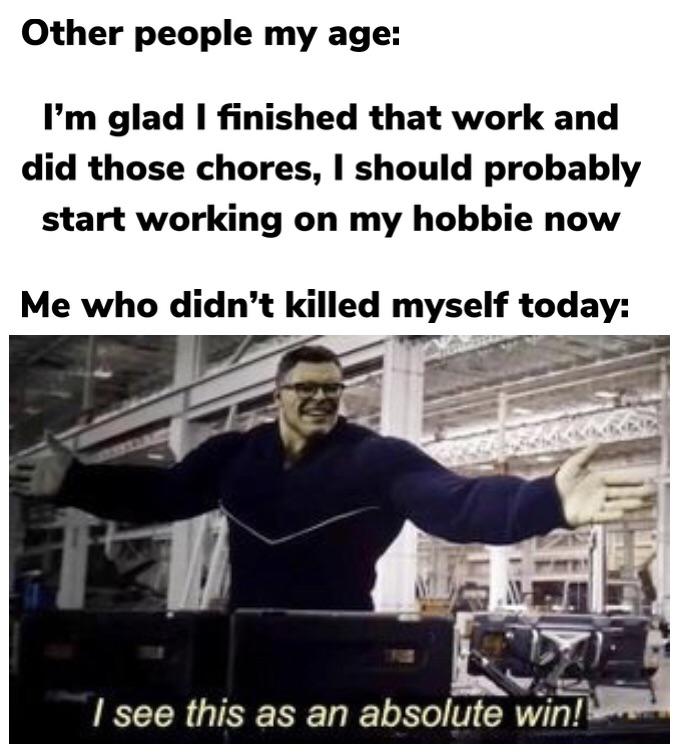 Other people my age:
I'm glad I finished that work and
did those chores, I should probably
start working on my hobbie now
Me who didn't killed myself today:
I see this as an absolute win!